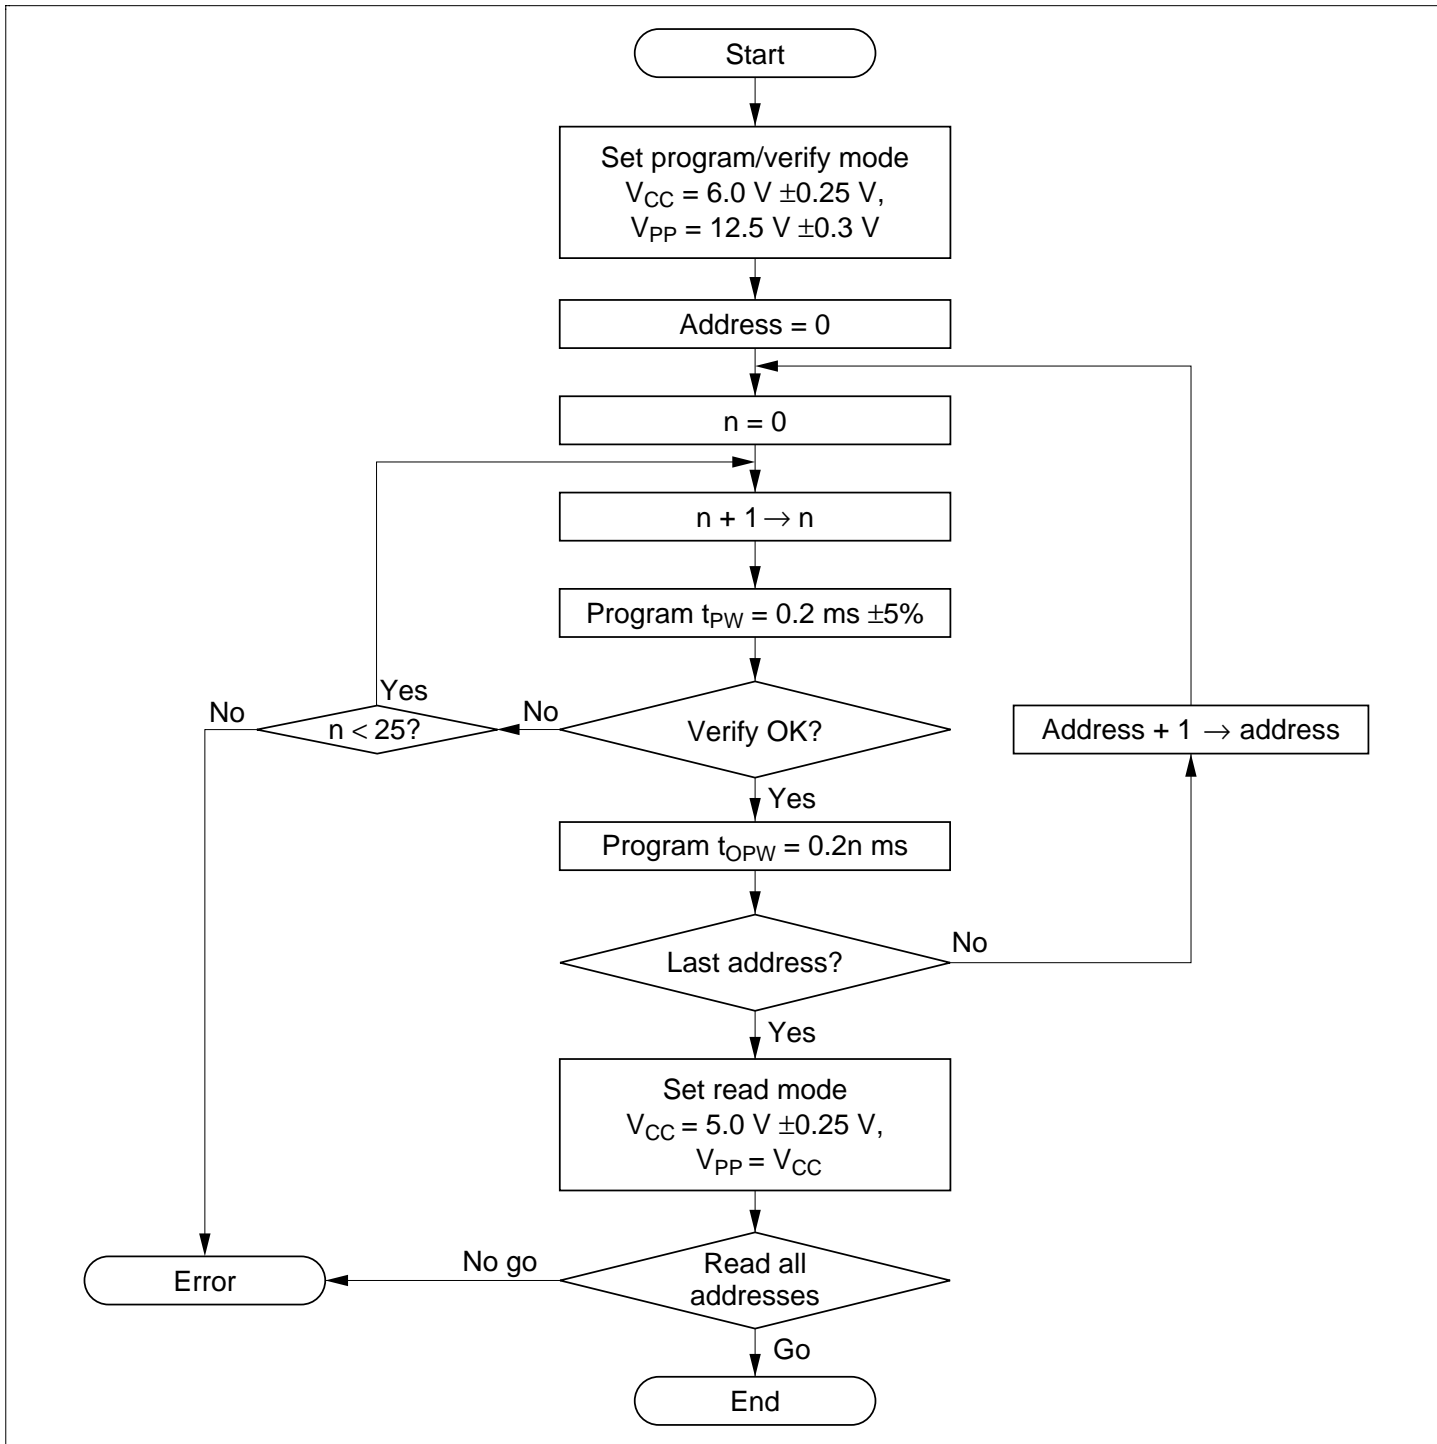 Start
Set program/verify mode
VCC = 6.0 V ±0.25 V,
VPP = 12.5 V ±0.3 V
Address = 0
n = 0
n + 1 → n
Program tPW = 0.2 ms ±5%
Yes
No
n < 25?
No
Verify OK?
Address + 1 → address
Yes
Program tOPW = 0.2n ms
Last address?
No
Yes
Set read mode
VCC = 5.0 V ±0.25 V,
VPP = VCC
Error
No go
Read all
addresses
Go
End